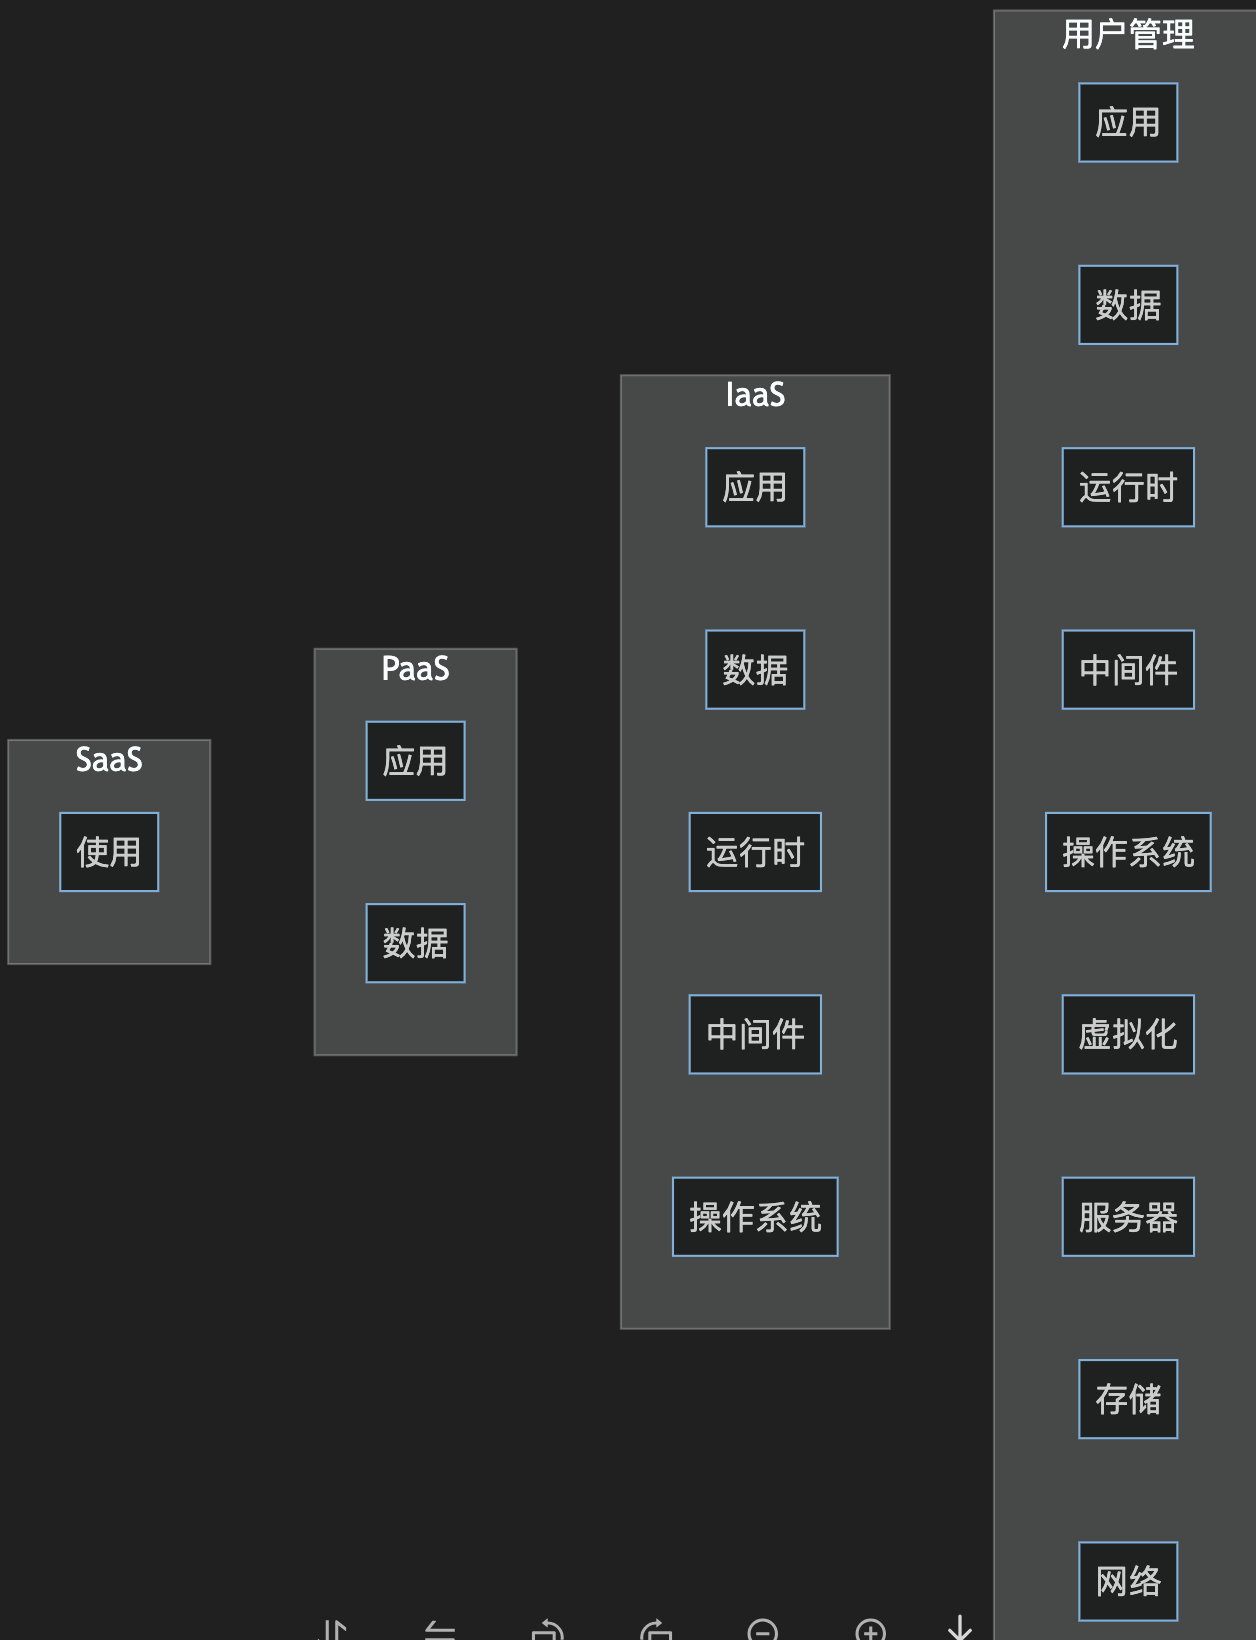 SaaS
使用
PaaS
应用
数据
IaaS
应用
数据
运行时
中间件
操作系统
用户管理
应用
数据
运行时
中间件
操作系统
虚拟化
服务器
存储
网络